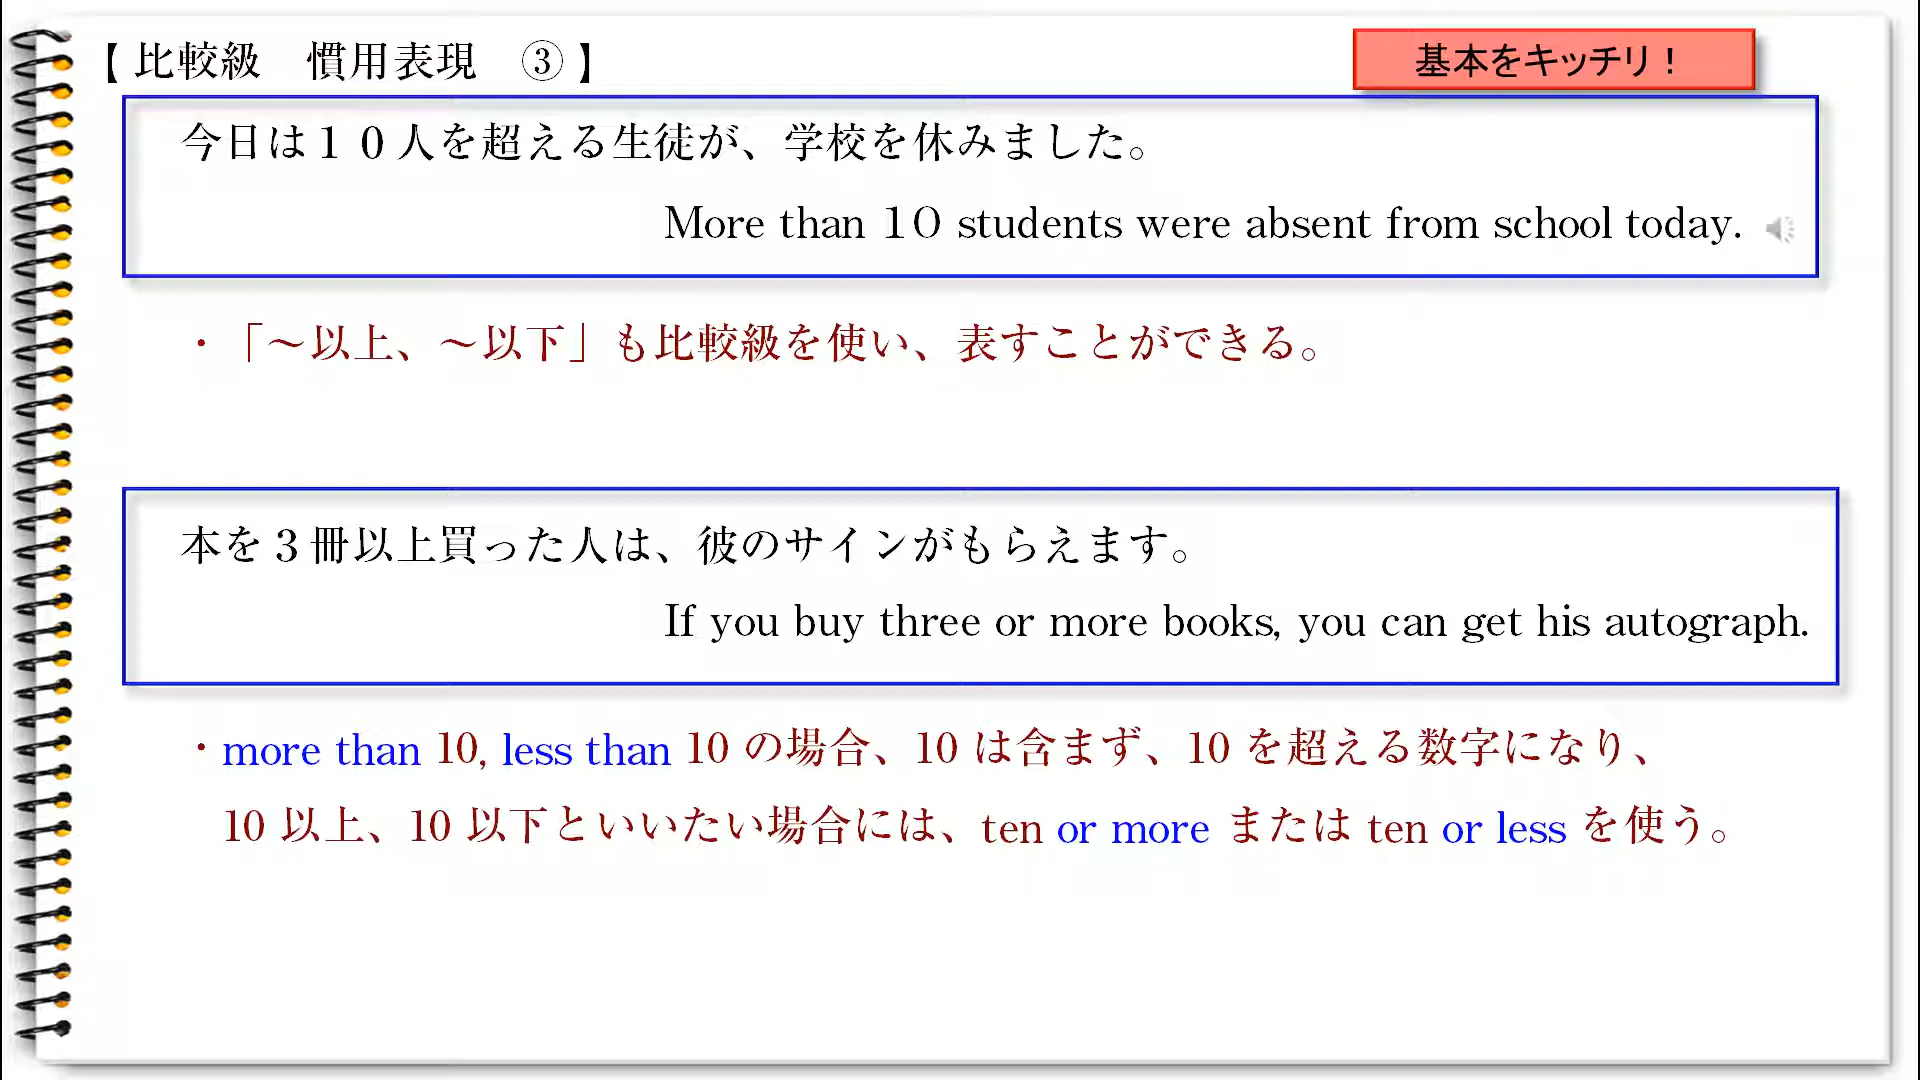 【 比較級　慣用表現　③ 】
基本をキッチリ！
今日は１０人を超える生徒が、学校を休みました。
More than 10 students were absent from school today.
・「～以上、～以下」も比較級を使い、表すことができる。
本を３冊以上買った人は、彼のサインがもらえます。
If you buy three or more books, you can get his autograph.
・more than 10, less than 10 の場合、10 は含まず、10 を超える数字になり、
10 以上、10 以下といいたい場合には、ten or more または ten or less を使う。